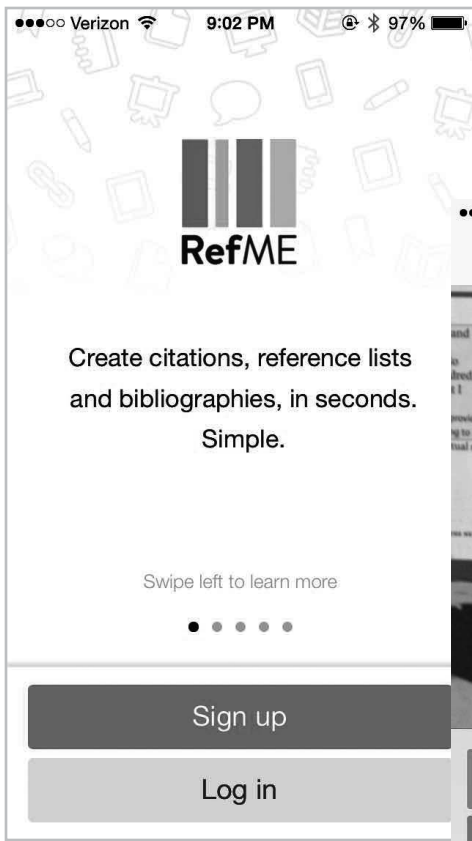 Verizon 9:02 PM 97%
RefME
Create citations, reference lists
and bibliographies, in seconds.
Simple.
Swipe left to learn more
Sign up
Log in
and